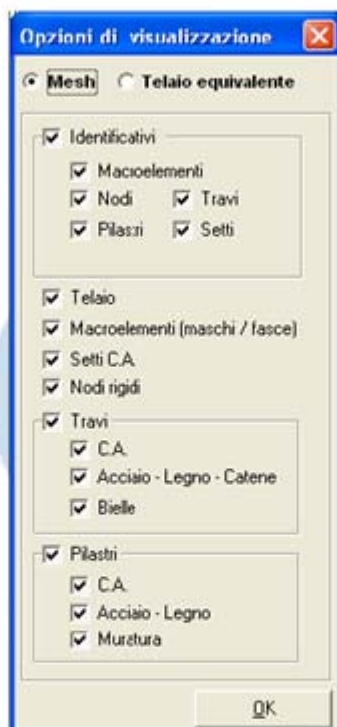 Opzioni di visualizzazione
Mesh Telaio equivalente
Identificativi
Macroelementi
Nodi Travi
Pilastri Setti
Telaio
Macroelementi (maschi / fasce)
Setti C.A.
Nodi rigidi
Travi
C.A.
Acciaio - Legno - Catene
Bielle
Pilastri
C.A.
Acciaio - Legno
Muratura
OK